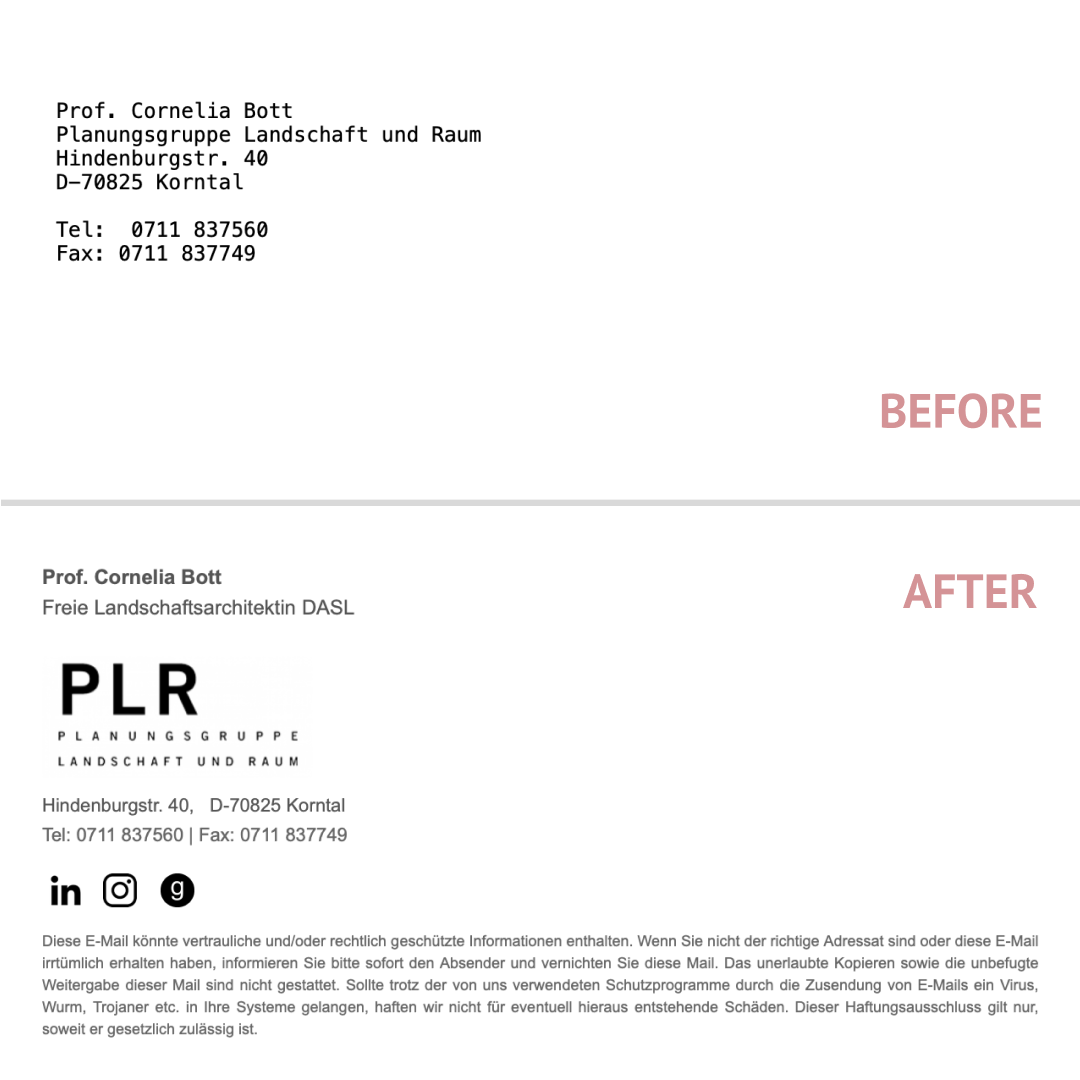 Prof. Cornelia Bott
Planungsgruppe Landschaft und Raum
Hindenburgstr. 40
D-70825 Korntal
Tel:  0711 837560
Fax: 0711 837749
BEFORE
AFTER
Prof. Cornelia Bott
Freie Landschaftsarchitektin DASL
PLR
PLANUNGSGRUPPE
LANDSCHAFT UND RAUM
Hindenburgstr. 40,   D-70825 Korntal
Tel: 0711 837560 | Fax: 0711 837749
in g
Diese E-Mail könnte vertrauliche und/oder rechtlich geschützte Informationen enthalten. Wenn Sie nicht der richtige Adressat sind oder diese E-Mail
irrtümlich erhalten haben, informieren Sie bitte sofort den Absender und vernichten Sie diese Mail. Das unerlaubte Kopieren sowie die unbefugte
Weitergabe dieser Mail sind nicht gestattet. Sollte trotz der von uns verwendeten Schutzprogramme durch die Zusendung von E-Mails ein Virus,
Wurm, Trojaner etc. in Ihre Systeme gelangen, haften wir nicht für eventuell hieraus entstehende Schäden. Dieser Haftungsausschluss gilt nur,
soweit er gesetzlich zulässig ist.